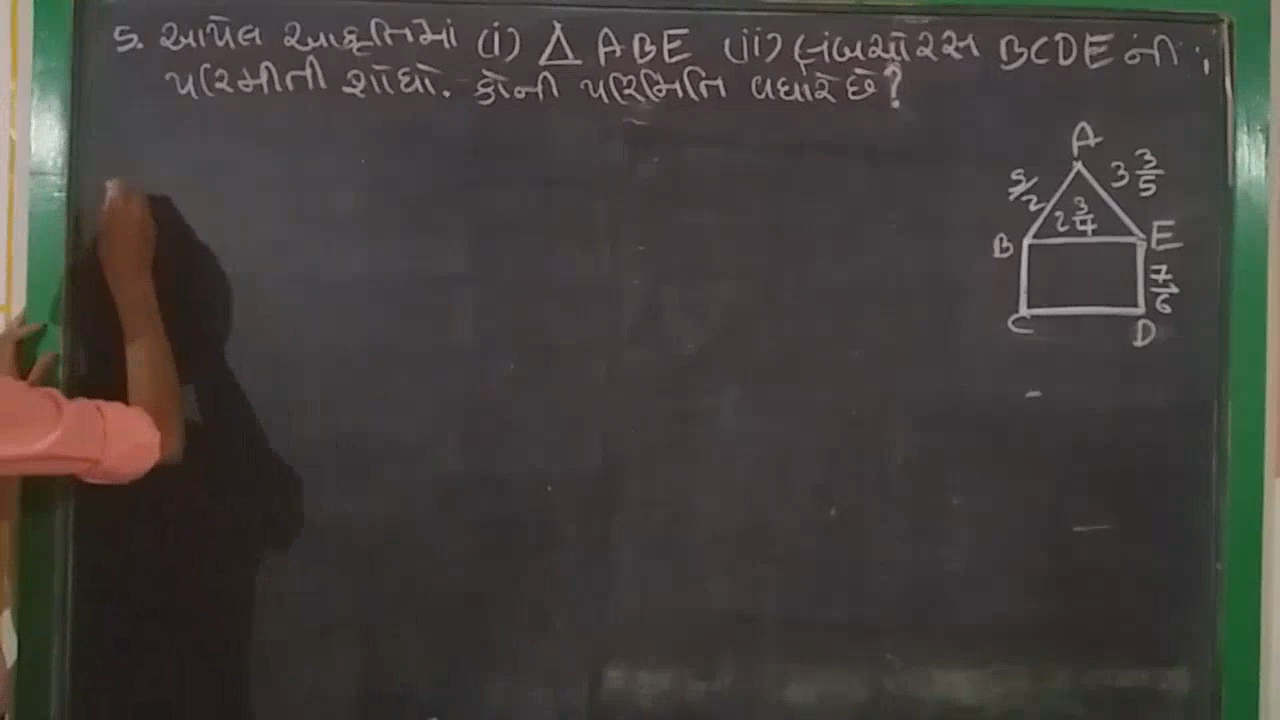 5. આપેલ આકૃતિમાં (i) △ ABE (ii) લંબચોરસ BCDE ની ;
પરિમીતી શોધો. કોની પરિમિતિ વધારે છે?
A
5/2
3 3/5
2 3/4
B
E
7/6
C
D